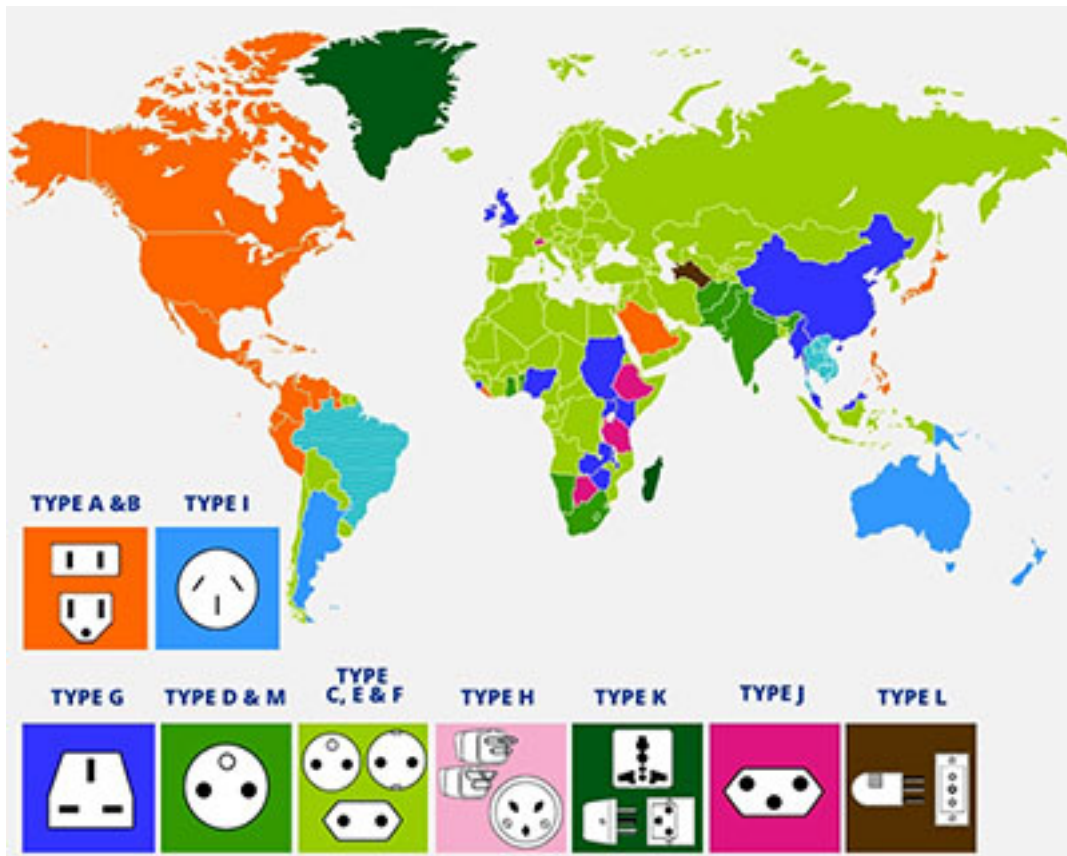 TYPE A &B
TYPE I
TYPE G
TYPE D & M
TYPE
C, E & F
TYPE H
TYPE K
TYPE J
TYPE L